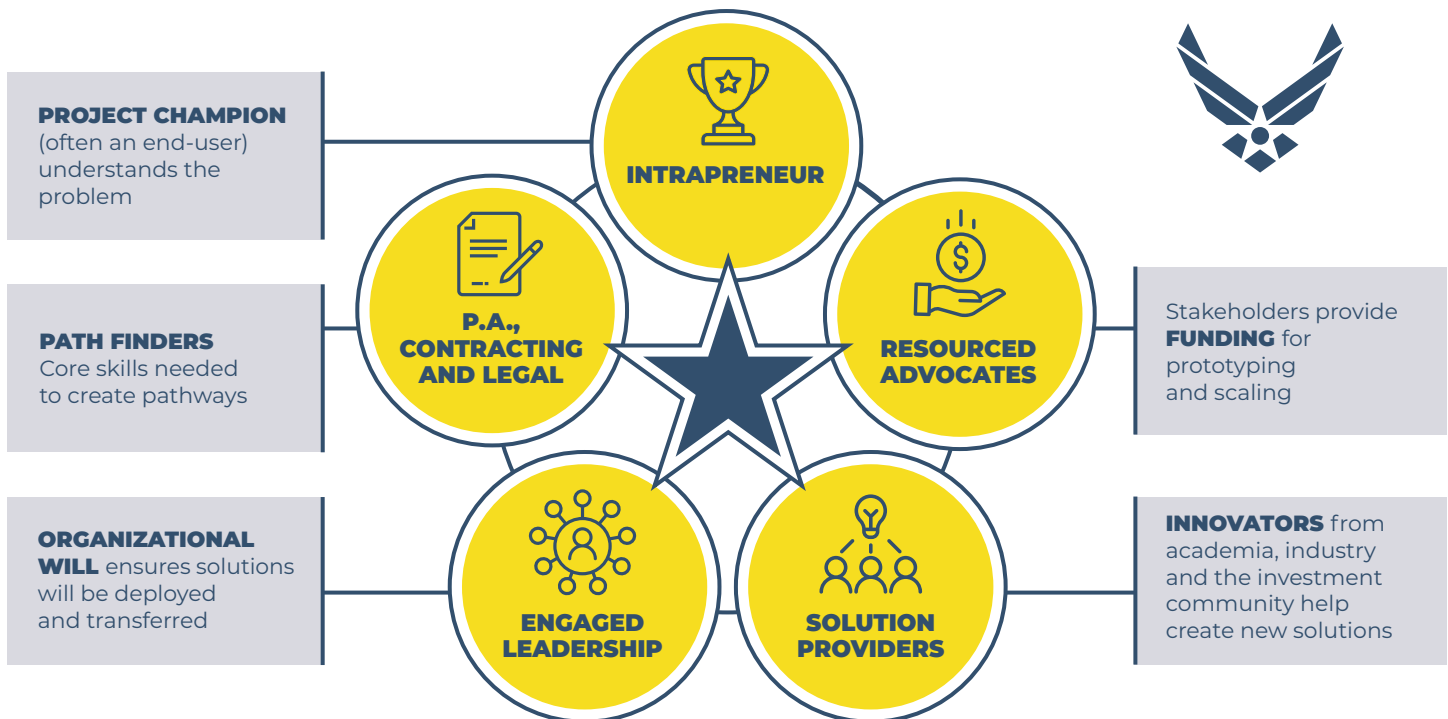 PROJECT CHAMPION
(often an end-user)
understands the
problem
INTRAPRENEUR
PATH FINDERS
Core skills needed
to create pathways
P.A.,
CONTRACTING
AND LEGAL
$
RESOURCED
ADVOCATES
Stakeholders provide
FUNDING for
prototyping
and scaling
ORGANIZATIONAL
WILL ensures solutions
will be deployed
and transferred
ENGAGED
LEADERSHIP
SOLUTION
PROVIDERS
INNOVATORS from
academia, industry
and the investment
community help
create new solutions